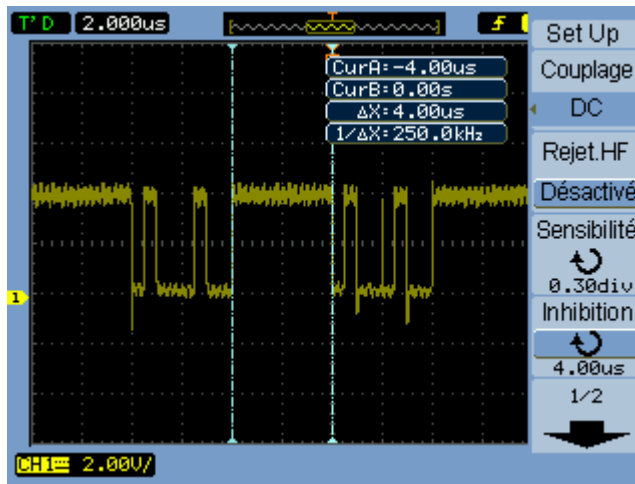 T'D 2.000us T
CurA:-4.00us
CurB:0.00s
ΔX:4.00us
1/ΔX:250.0kHz
Set Up
Couplage
DC
Rejet.HF
Désactivé
Sensibilité
0.30div
Inhibition
4.00us
1/2
1
CH1 2.00V/